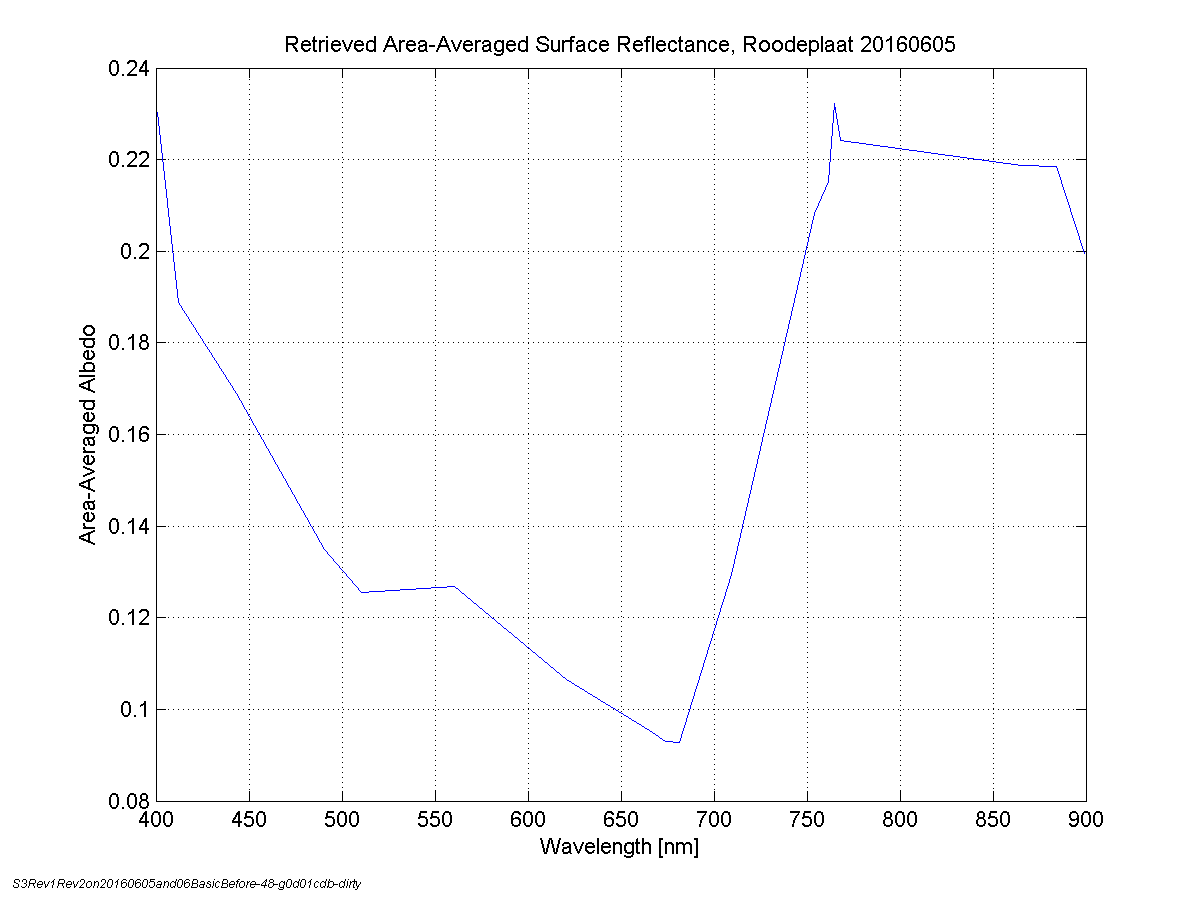 Retrieved Area-Averaged Surface Reflectance, Roodeplaat 20160605
0.24
0.22
0.2
0.18
0.16
0.14
0.12
0.1
0.08
Area-Averaged Albedo
400 450 500 550 600 650 700 750 800 850 900
Wavelength [nm]
S3Rev1Rev2on20160605and06BasicBefore-48-g0d01cdb-dirty